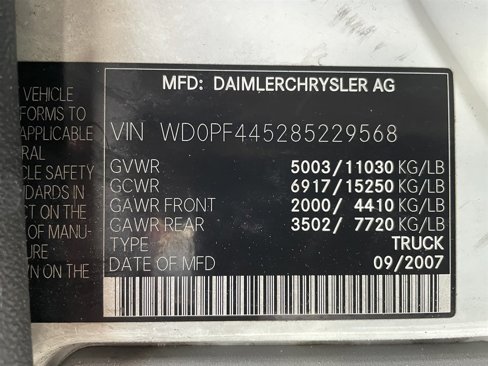 VEHICLE
FORMS TO
APPLICABLE
RAL
CLE SAFETY
NDARDS IN
CT ON THE
OF MANU-
URE
WN ON THE
MFD: DAIMLERCHRYSLER AG
VIN WD0PF445285229568
GVWR 5003/11030 KG/LB
GCWR 6917/15250 KG/LB
GAWR FRONT 2000/ 4410 KG/LB
GAWR REAR 3502/ 7720 KG/LB
TYPE TRUCK
DATE OF MFD 09/2007